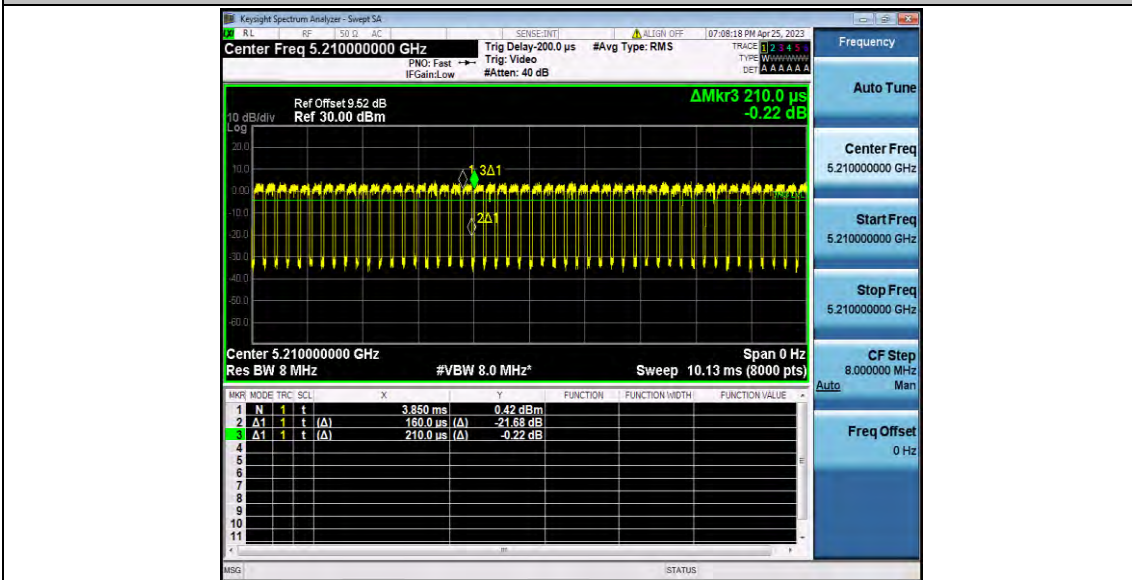 Keysight Spectrum Analyzer - Swept SA
RL RF 50 Ω AC SENSE:INT ALIGN OFF 07:08:18 PM Apr 25, 2023
Center Freq 5.210000000 GHz Trig Delay-200.0 µs #Avg Type: RMS TRACE 1 2 3 4 5 6
PNO: Fast Trig: Video TYPE W
IFGain:Low #Atten: 40 dB DET A A A A A A
Frequency
Auto Tune
Center Freq
5.210000000 GHz
Start Freq
5.210000000 GHz
Stop Freq
5.210000000 GHz
CF Step
8.000000 MHz
Auto Man
Freq Offset
0 Hz
ΔMkr3 210.0 µs
-0.22 dB
Ref Offset 9.52 dB
10 dB/div Ref 30.00 dBm
Log
20.0
10.0
0.00
-10.0
-20.0
-30.0
-40.0
-50.0
-60.0
1 3Δ1
2Δ1
Center 5.210000000 GHz Span 0 Hz
Res BW 8 MHz #VBW 8.0 MHz* Sweep 10.13 ms (8000 pts)
MKR MODE TRC SCL X Y FUNCTION FUNCTION WIDTH FUNCTION VALUE
1 N 1 t 3.850 ms 0.42 dBm
2 Δ1 1 t (Δ) 160.0 µs (Δ) -21.68 dB
3 Δ1 1 t (Δ) 210.0 µs (Δ) -0.22 dB
4
5
6
7
8
9
10
11
MSG STATUS